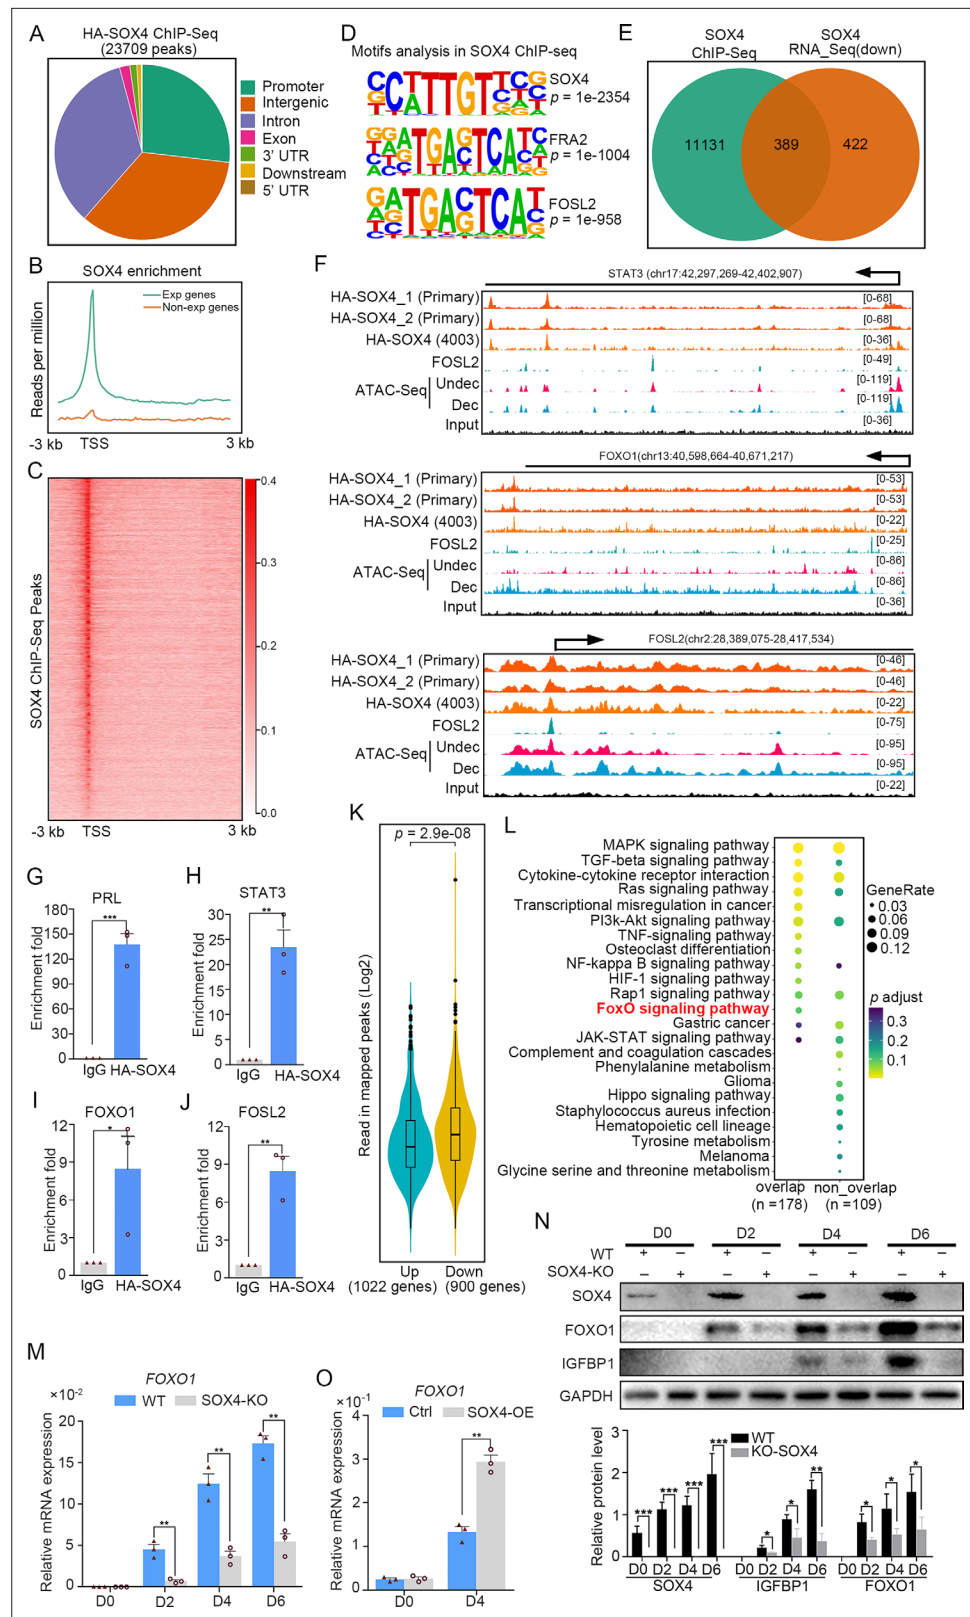 A
HA-SOX4 ChIP-Seq
(23709 peaks)
Promoter
Intergenic
Intron
Exon
3' UTR
Downstream
5' UTR
B
SOX4 enrichment
Exp genes
Non-exp genes
Reads per million
-3 kb TSS 3 kb
C
SOX4 ChIP-Seq Peaks
0.4
0.3
0.2
0.1
0.0
-3 kb TSS 3 kb
D
Motifs analysis in SOX4 ChIP-seq
SOX4
p = 1e-2354
FRA2
p = 1e-1004
FOSL2
p = 1e-958
E
SOX4
ChIP-Seq
SOX4
RNA_Seq(down)
11131 389 422
F
STAT3 (chr17:42,297,269-42,402,907)
HA-SOX4_1 (Primary) [0-68]
HA-SOX4_2 (Primary) [0-68]
HA-SOX4 (4003) [0-36]
FOSL2 [0-49]
ATAC-Seq
Undec [0-119]
Dec [0-119]
Input [0-36]
FOXO1(chr13:40,598,664-40,671,217)
HA-SOX4_1 (Primary) [0-53]
HA-SOX4_2 (Primary) [0-53]
HA-SOX4 (4003) [0-22]
FOSL2 [0-25]
ATAC-Seq
Undec [0-86]
Dec [0-86]
Input [0-36]
FOSL2(chr2:28,389,075-28,417,534)
HA-SOX4_1 (Primary) [0-46]
HA-SOX4_2 (Primary) [0-46]
HA-SOX4 (4003) [0-22]
FOSL2 [0-75]
ATAC-Seq
Undec [0-95]
Dec [0-95]
Input [0-22]
G
PRL
***
Enrichment fold
180
150
120
90
60
30
0
IgG HA-SOX4
H
STAT3
**
Enrichment fold
30
25
20
15
10
5
0
IgG HA-SOX4
I
FOXO1
*
Enrichment fold
12
9
6
3
0
IgG HA-SOX4
J
FOSL2
**
Enrichment fold
12
9
6
3
0
IgG HA-SOX4
K
p = 2.9e-08
Read in mapped peaks (Log2)
Up Down
(1022 genes) (900 genes)
L
MAPK signaling pathway
TGF-beta signaling pathway
Cytokine-cytokine receptor interaction
Ras signaling pathway
Transcriptional misregulation in cancer
PI3k-Akt signaling pathway
TNF-signaling pathway
Osteoclast differentiation
NF-kappa B signaling pathway
HIF-1 signaling pathway
Rap1 signaling pathway
FoxO signaling pathway
Gastric cancer
JAK-STAT signaling pathway
Complement and coagulation cascades
Phenylalanine metabolism
Glioma
Hippo signaling pathway
Staphylococcus aureus infection
Hematopoietic cell lineage
Tyrosine metabolism
Melanoma
Glycine serine and threonine metabolism
overlap non_overlap
(n =178) (n =109)
GeneRate
0.03
0.06
0.09
0.12
p adjust
0.3
0.2
0.1
M
FOXO1
×10-2
WT SOX4-KO
Relative mRNA expression
20
15
10
5
0
** ** **
D0 D2 D4 D6
N
D0 D2 D4 D6
WT + − + − + − + −
SOX4-KO − + − + − + − +
SOX4
FOXO1
IGFBP1
GAPDH
WT
KO-SOX4
Relative protein level
3
2
1
0
*** *** *** *** * * ** * * *
D0 D2 D4 D6 D0 D2 D4 D6 D0 D2 D4 D6
SOX4 IGFBP1 FOXO1
O
FOXO1
×10-1
Ctrl SOX4-OE
Relative mRNA expression
4
3
2
1
0
**
D0 D4